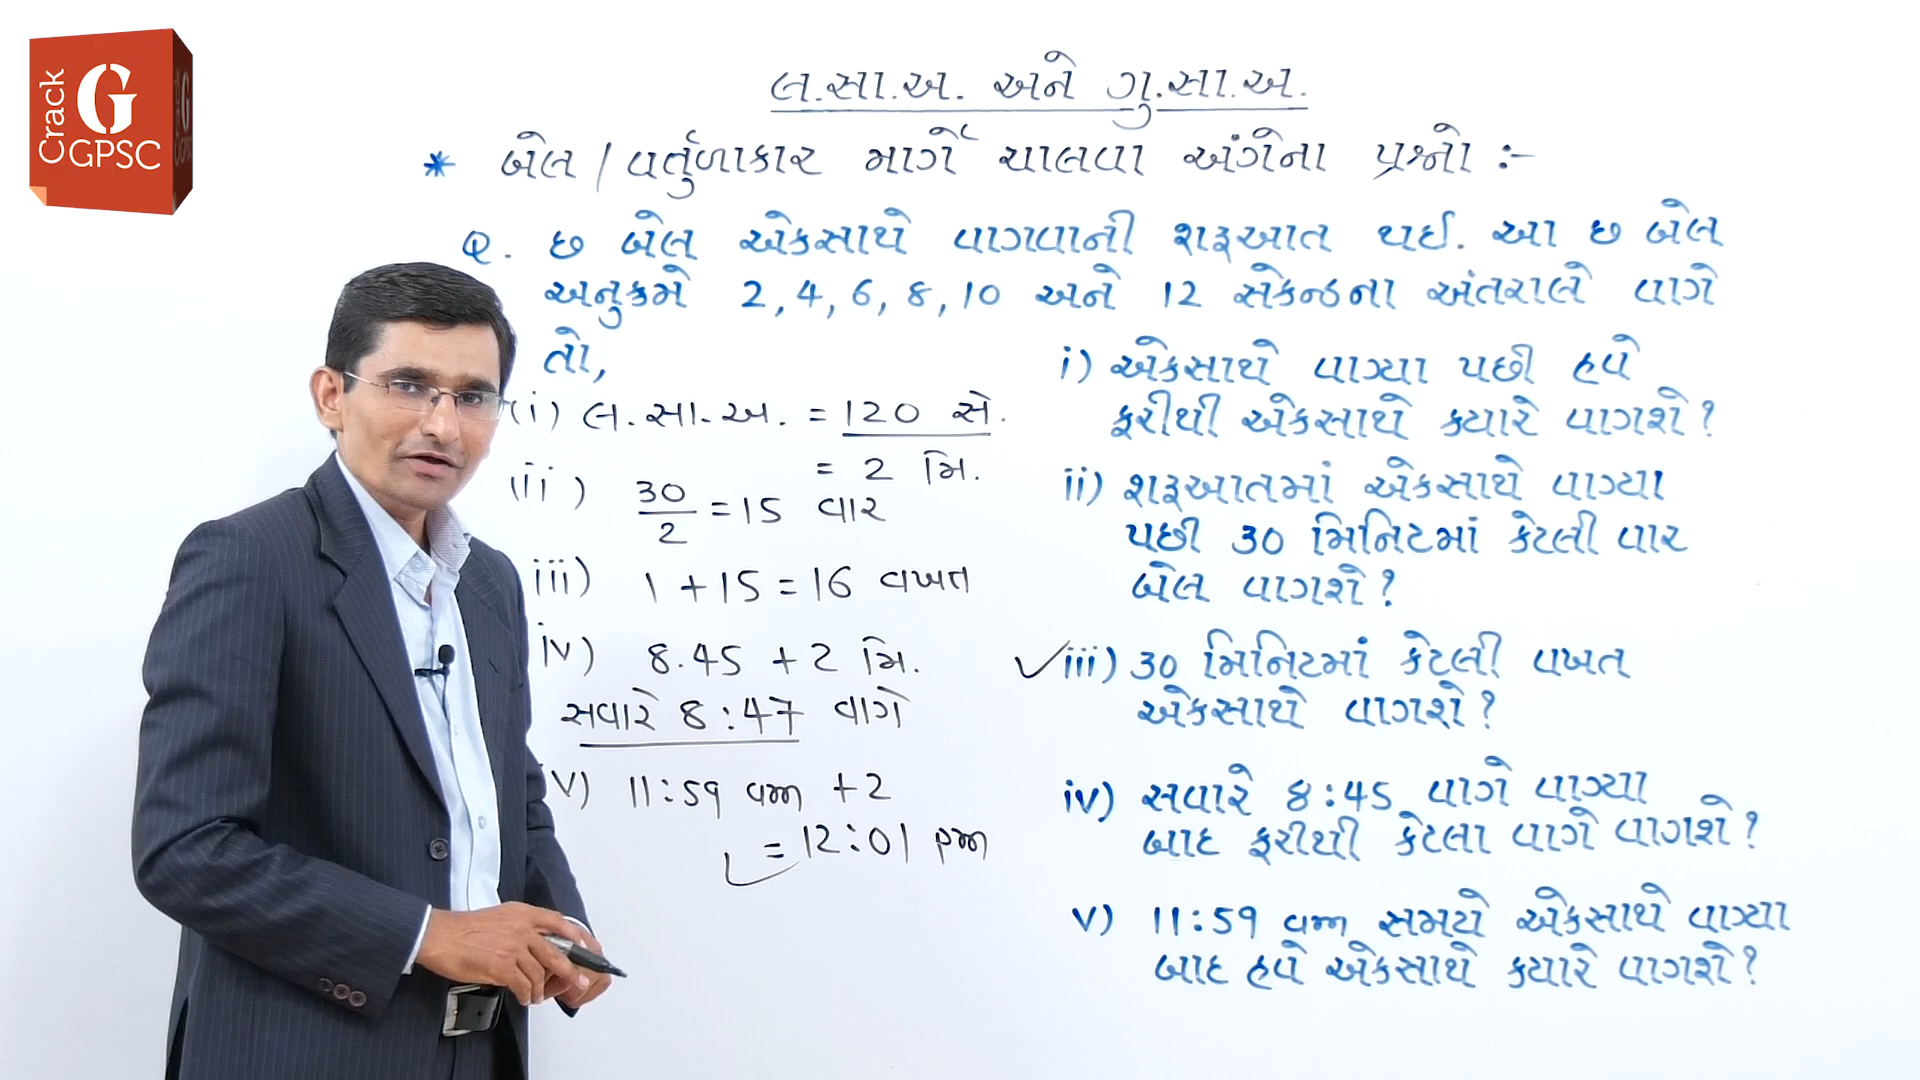 Crack
G
GPSC
લ.સા.અ. અને ગુ.સા.અ.
* બેલ / વર્તુળાકાર માર્ગે ચાલવા અંગેના પ્રશ્નો :-
Q. છ બેલ એકસાથે વાગવાની શરૂઆત થઈ. આ છ બેલ
અનુક્રમે 2, 4, 6, 8, 10 અને 12 સેકન્ડના અંતરાલે વાગે
તો,
(i) લ.સા.અ. = 120 સે.
= 2 મિ.
(ii) 30/2 = 15 વાર
iii) 1 + 15 = 16 વખત
iv) 8.45 + 2 મિ.
સવારે 8:47 વાગે
v) 11:59 am + 2
= 12:01 pm
i) એકસાથે વાગ્યા પછી હવે
ફરીથી એકસાથે ક્યારે વાગશે?
ii) શરૂઆતમાં એકસાથે વાગ્યા
પછી 30 મિનિટમાં કેટલી વાર
બેલ વાગશે?
✓iii) 30 મિનિટમાં કેટલી વખત
એકસાથે વાગશે?
iv) સવારે 8:45 વાગે વાગ્યા
બાદ ફરીથી કેટલા વાગે વાગશે?
v) 11:59 am સમયે એકસાથે વાગ્યા
બાદ હવે એકસાથે ક્યારે વાગશે?